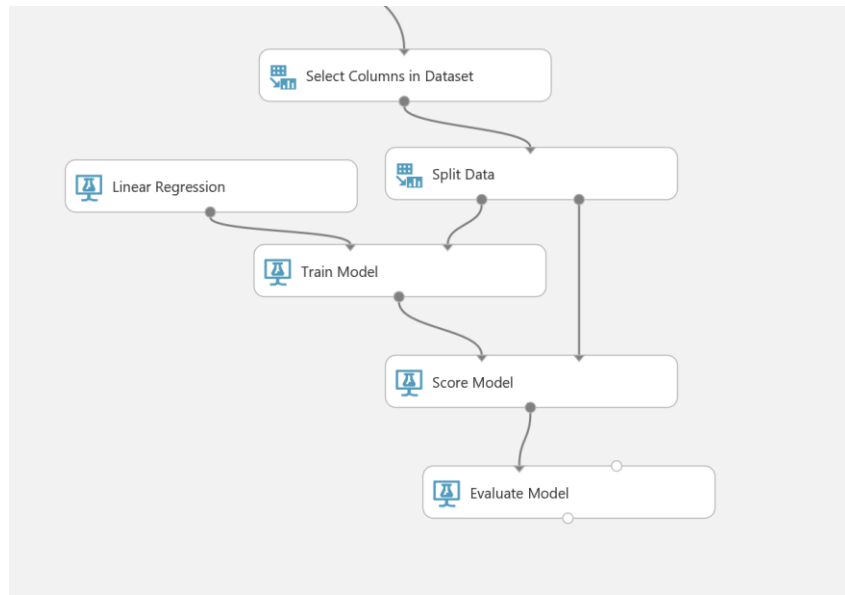 Select Columns in Dataset
Split Data
Linear Regression
Train Model
Score Model
Evaluate Model